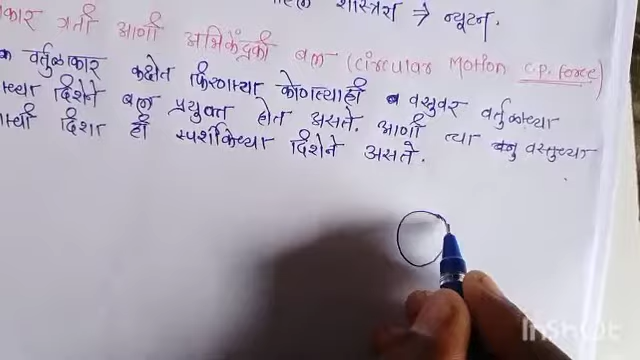 शास्त्रज्ञ ⇒ न्यूटन.
गती आणी अभिकेंद्रकी बल (circular Motion C.P. Force)
वर्तुळाकार कक्षेत फिरणाऱ्या कोणत्याही वस्तुवर वर्तुळाच्या
दिशेने बल प्रयुक्त होत असते. आणी त्या वस्तुच्या
दिशा ही स्पर्शिकेच्या दिशेने असते.
InShot